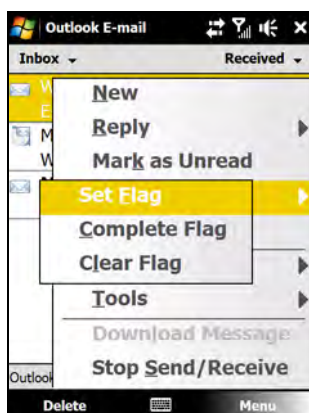 Outlook E-mail
Inbox
Received
W
New
E
Reply
M
W
Mark as Unread
Set Flag
Complete Flag
Clear Flag
Tools
Download Message
Stop Send/Receive
Outlook
Delete
Menu